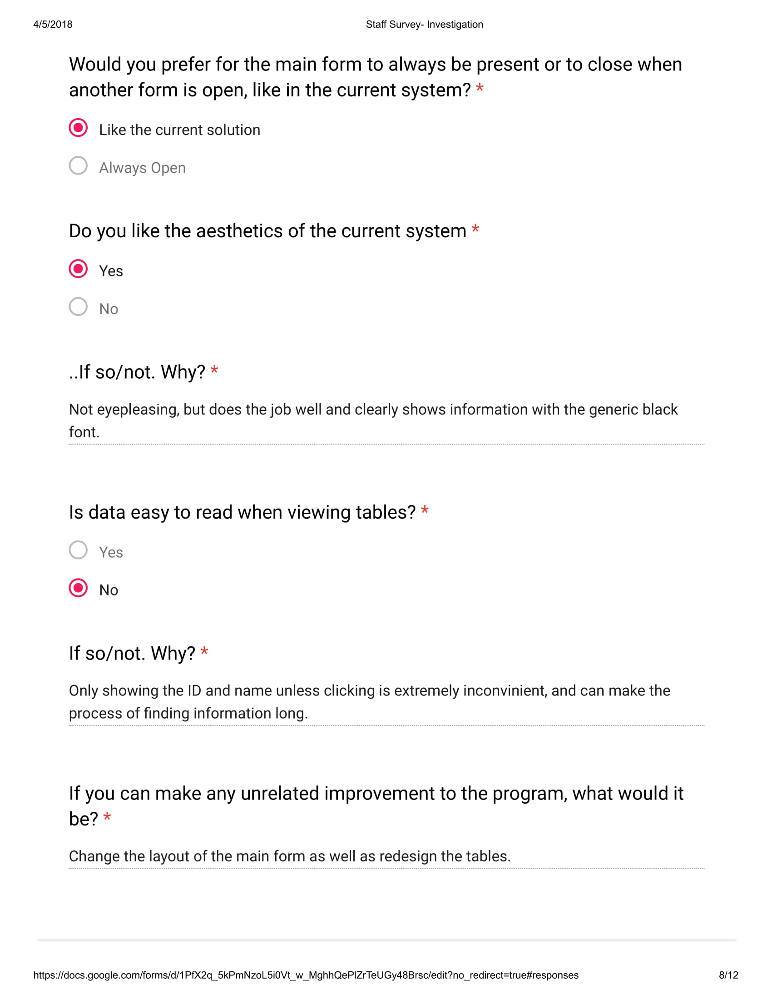 4/5/2018
Staff Survey- Investigation
Would you prefer for the main form to always be present or to close when
another form is open, like in the current system? *
Like the current solution
Always Open
Do you like the aesthetics of the current system *
Yes
No
..If so/not. Why? *
Not eyepleasing, but does the job well and clearly shows information with the generic black
font.
Is data easy to read when viewing tables? *
Yes
No
If so/not. Why? *
Only showing the ID and name unless clicking is extremely inconvinient, and can make the
process of finding information long.
If you can make any unrelated improvement to the program, what would it
be? *
Change the layout of the main form as well as redesign the tables.
https://docs.google.com/forms/d/1PfX2q_5kPmNzoL5i0Vt_w_MghhQePlZrTeUGy48Brsc/edit?no_redirect=true#responses
8/12